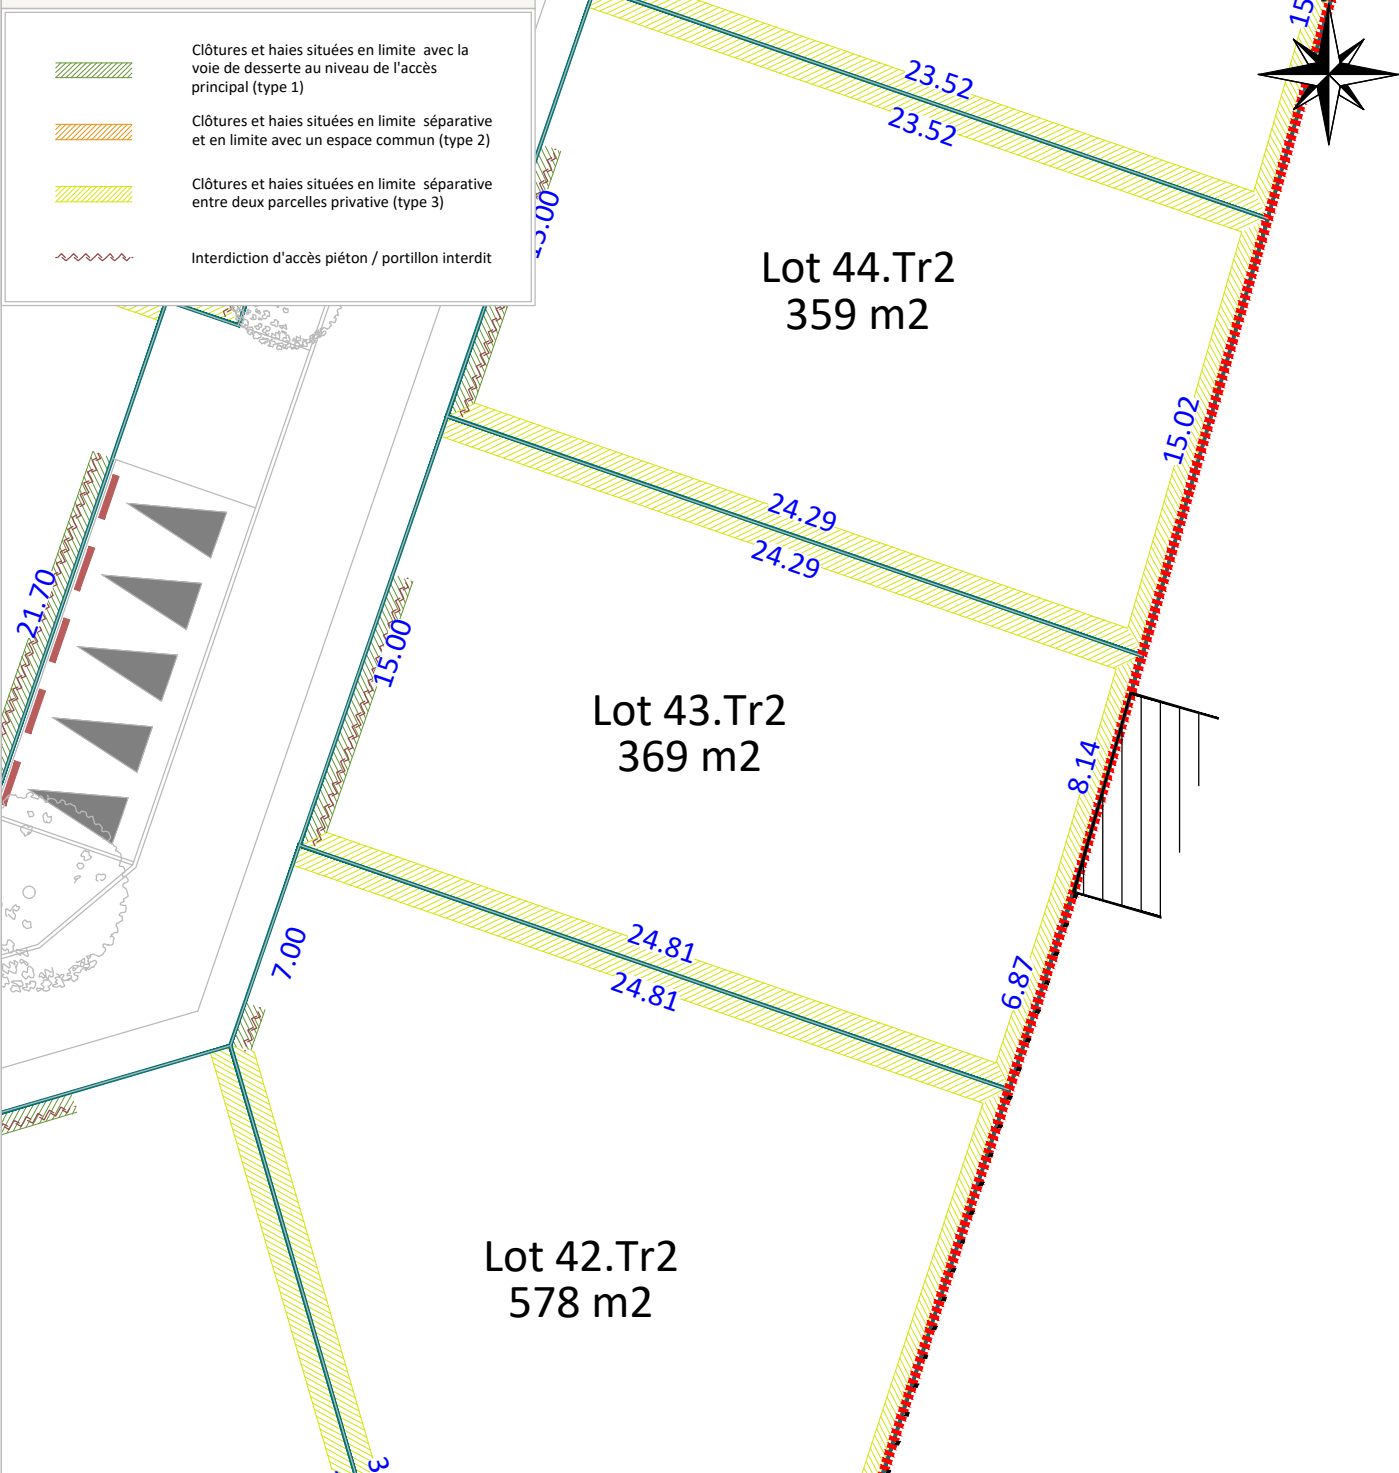 Clôtures et haies situées en limite  avec la
voie de desserte au niveau de l'accès
principal (type 1)
Clôtures et haies situées en limite  séparative
et en limite avec un espace commun (type 2)
Clôtures et haies situées en limite  séparative
entre deux parcelles privative (type 3)
Interdiction d'accès piéton / portillon interdit
23.52
23.52
Lot 44.Tr2
359 m2
15.02
24.29
24.29
21.70
15.00
Lot 43.Tr2
369 m2
8.14
24.81
24.81
7.00
6.87
Lot 42.Tr2
578 m2